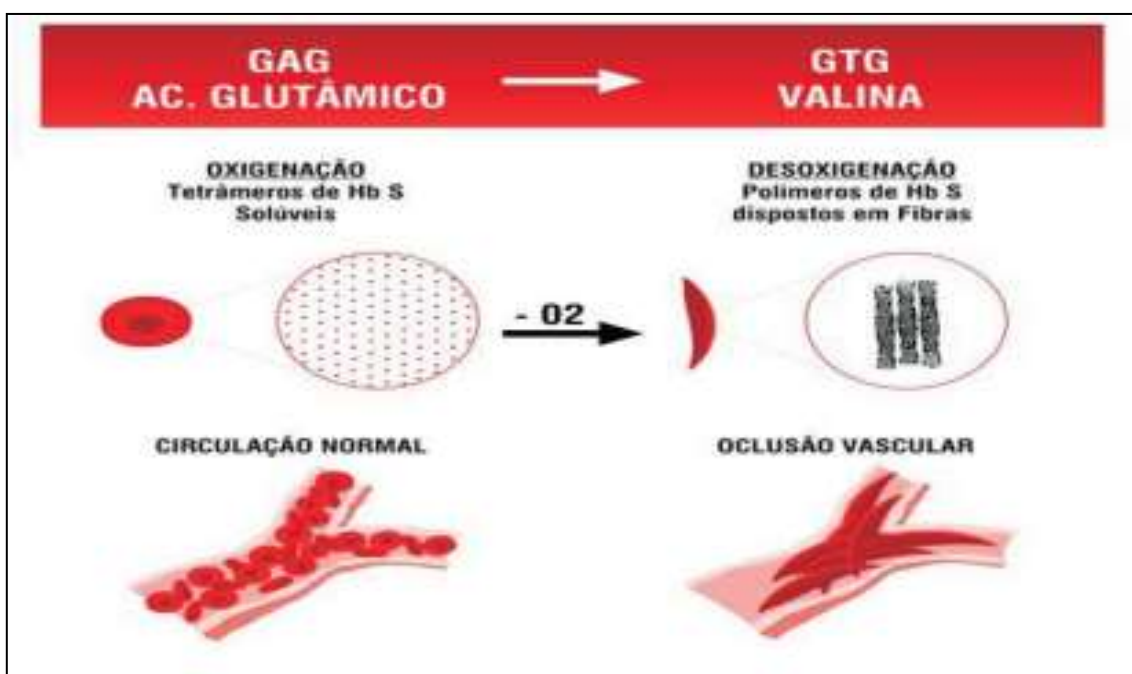 GAG
AC. GLUTÂMICO
GTG
VALINA
OXIGENAÇÃO
Tetrâmeros de Hb S
Solúveis
DESOXIGENAÇÃO
Polímeros de Hb S
dispostos em Fibras
- 02
CIRCULAÇÃO NORMAL
OCLUSÃO VASCULAR